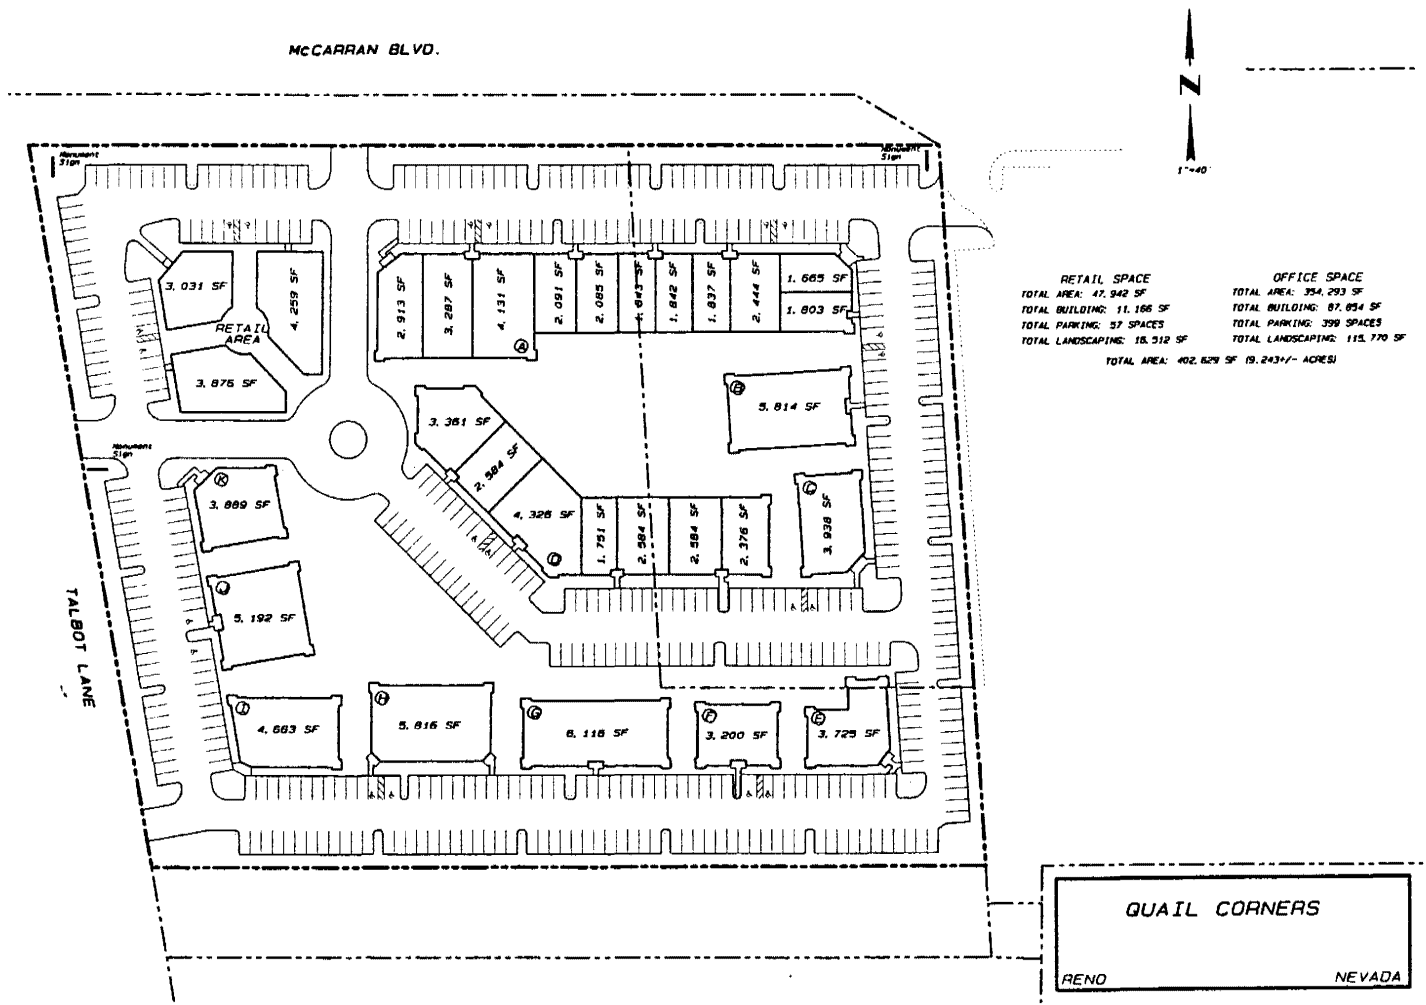 McCARRAN BLVD.
N
1"=40'
Monument
Sign
Monument
Sign
3,031 SF
4,259 SF
RETAIL
AREA
3,876 SF
2,913 SF
3,287 SF
4,131 SF
A
2,091 SF
2,085 SF
1,842 SF
1,837 SF
2,444 SF
1,665 SF
1,803 SF
RETAIL SPACE
TOTAL AREA: 47,942 SF
TOTAL BUILDING: 11,166 SF
TOTAL PARKING: 57 SPACES
TOTAL LANDSCAPING: 16,512 SF
OFFICE SPACE
TOTAL AREA: 354,293 SF
TOTAL BUILDING: 87,854 SF
TOTAL PARKING: 399 SPACES
TOTAL LANDSCAPING: 115,770 SF
TOTAL AREA: 402,629 SF (9.243+/- ACRES)
B
5,814 SF
3,361 SF
2,584 SF
4,326 SF
D
1,751 SF
2,584 SF
2,584 SF
2,376 SF
C
3,938 SF
Monument
Sign
K
3,889 SF
J
5,192 SF
TALBOT LANE
I
4,663 SF
H
5,816 SF
G
6,116 SF
F
3,200 SF
E
3,725 SF
QUAIL CORNERS
RENO
NEVADA